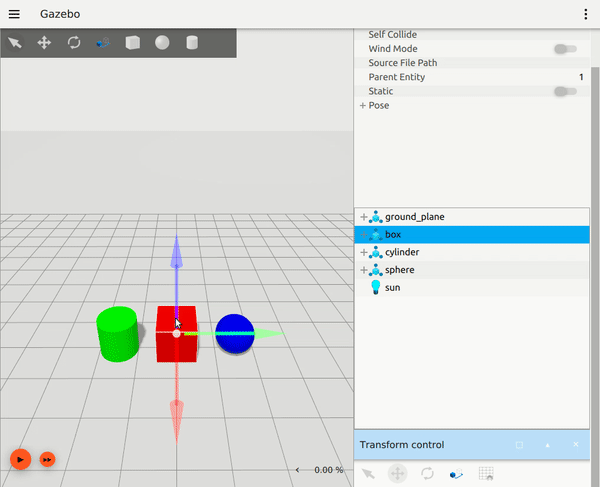 Gazebo
Self Collide
Wind Mode
Source File Path
Parent Entity 1
Static
+ Pose
+ ground_plane
+ box
+ cylinder
+ sphere
sun
Transform control
< 0.00 %